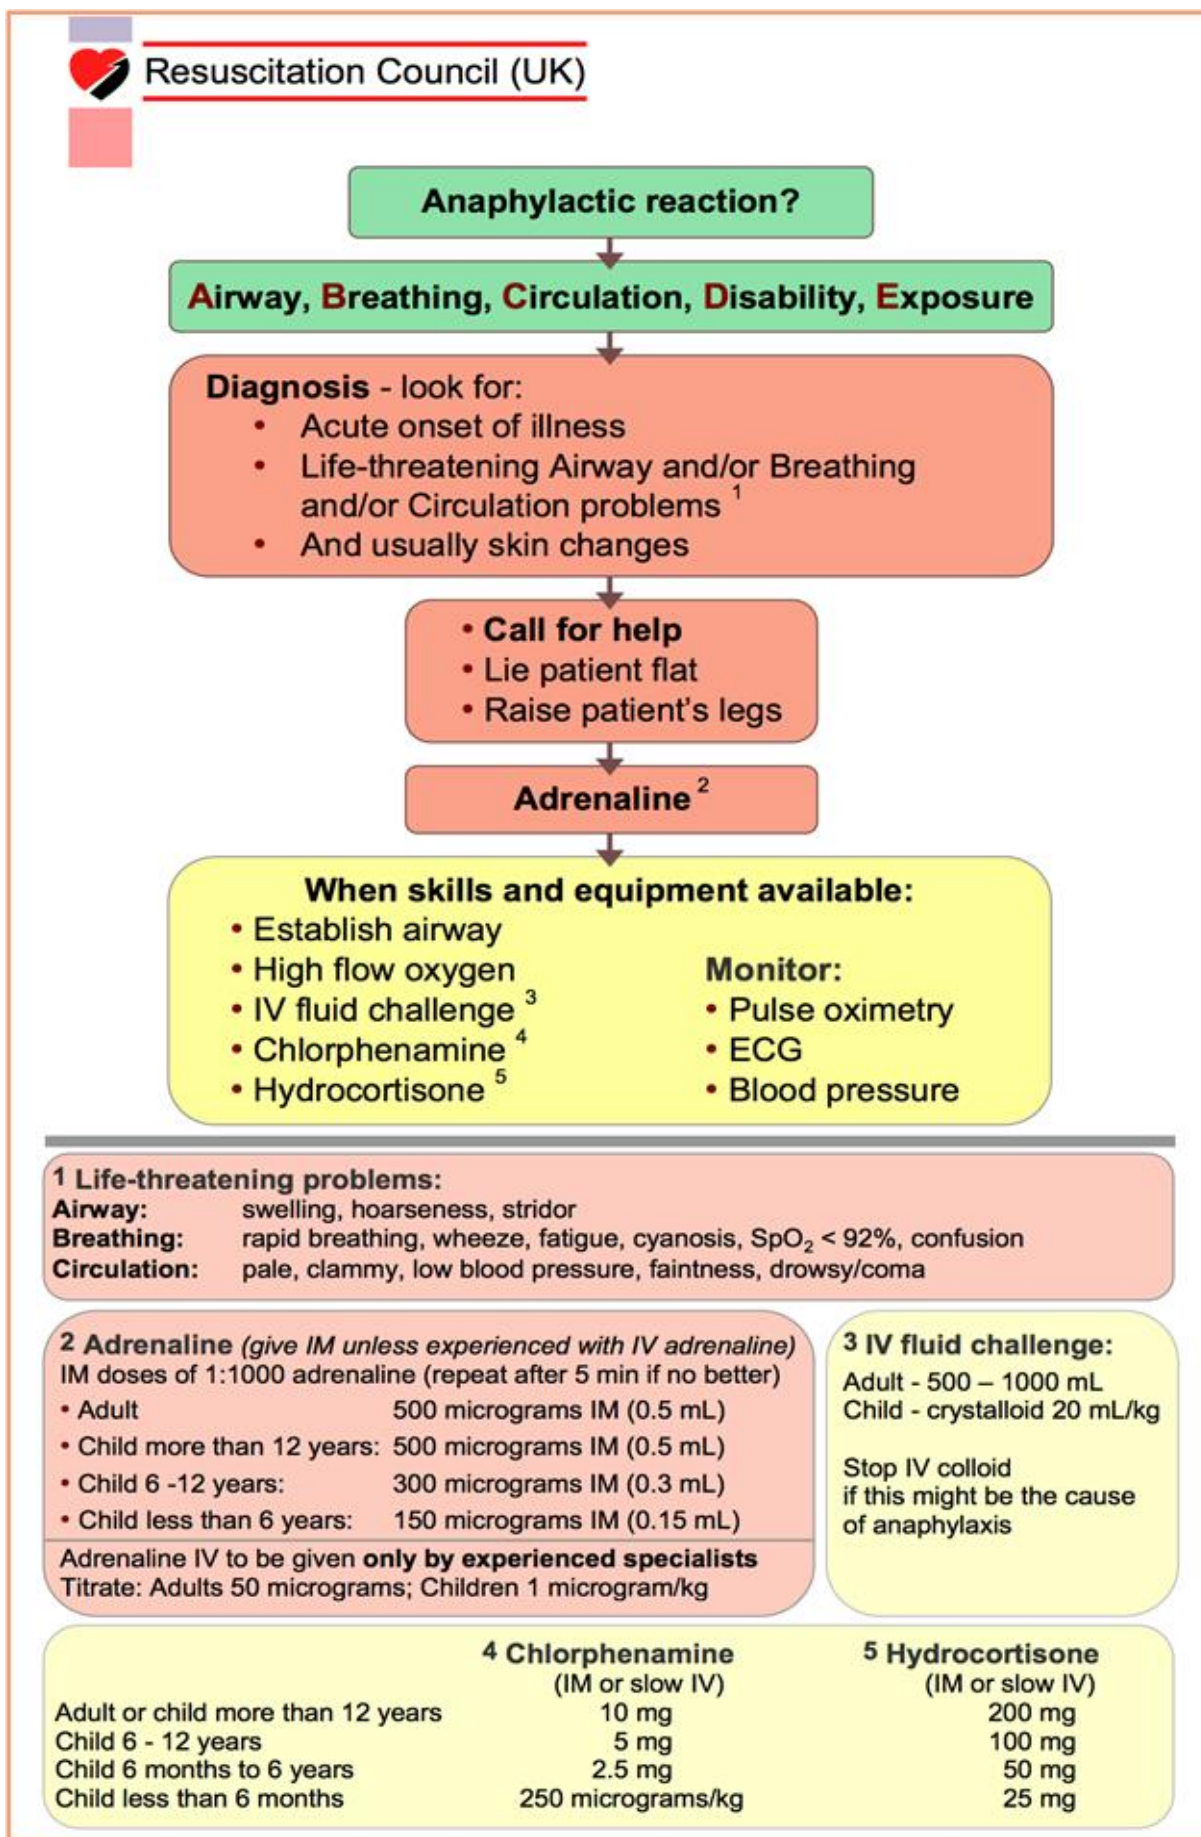 Resuscitation Council (UK)
Anaphylactic reaction?
Airway, Breathing, Circulation, Disability, Exposure
Diagnosis - look for:
• Acute onset of illness
• Life-threatening Airway and/or Breathing
and/or Circulation problems 1
• And usually skin changes
• Call for help
• Lie patient flat
• Raise patient's legs
Adrenaline 2
When skills and equipment available:
• Establish airway
• High flow oxygen
• IV fluid challenge 3
• Chlorphenamine 4
• Hydrocortisone 5
Monitor:
• Pulse oximetry
• ECG
• Blood pressure
1 Life-threatening problems:
Airway: swelling, hoarseness, stridor
Breathing: rapid breathing, wheeze, fatigue, cyanosis, SpO2 < 92%, confusion
Circulation: pale, clammy, low blood pressure, faintness, drowsy/coma
2 Adrenaline (give IM unless experienced with IV adrenaline)
IM doses of 1:1000 adrenaline (repeat after 5 min if no better)
• Adult 500 micrograms IM (0.5 mL)
• Child more than 12 years: 500 micrograms IM (0.5 mL)
• Child 6 -12 years: 300 micrograms IM (0.3 mL)
• Child less than 6 years: 150 micrograms IM (0.15 mL)
Adrenaline IV to be given only by experienced specialists
Titrate: Adults 50 micrograms; Children 1 microgram/kg
3 IV fluid challenge:
Adult - 500 – 1000 mL
Child - crystalloid 20 mL/kg
Stop IV colloid
if this might be the cause
of anaphylaxis
4 Chlorphenamine 5 Hydrocortisone
(IM or slow IV) (IM or slow IV)
Adult or child more than 12 years 10 mg 200 mg
Child 6 - 12 years 5 mg 100 mg
Child 6 months to 6 years 2.5 mg 50 mg
Child less than 6 months 250 micrograms/kg 25 mg